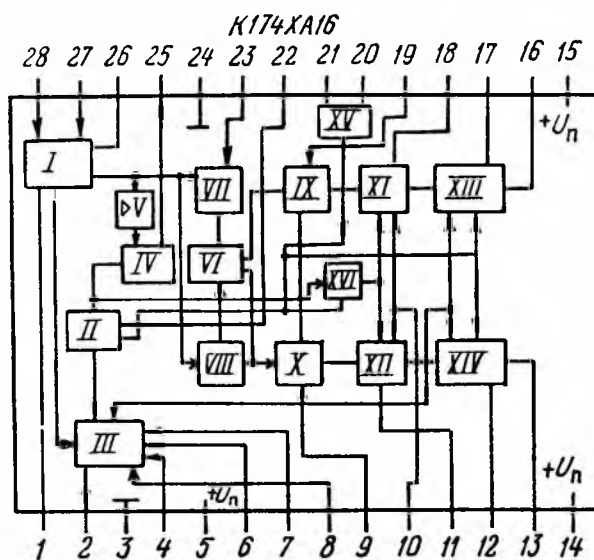 К174ХА16
28 27 26 25 24 23 22 21 20 19 18 17 16 15
XV
+Uп
I VII IX XI XIII
▷V
IV VI
XVI
II
VIII X XII XIV
III
+Uп +Uп
1 2 3 4 5 6 7 8 9 10 11 12 13 14